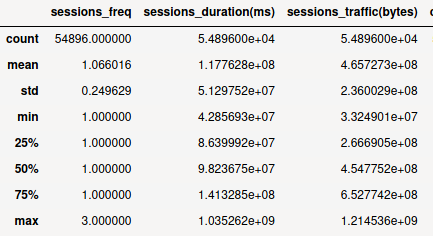 sessions_freq sessions_duration(ms) sessions_traffic(bytes)
count 54896.000000 5.489600e+04 5.489600e+04
mean 1.066016 1.177628e+08 4.657273e+08
std 0.249629 5.129752e+07 2.360029e+08
min 1.000000 4.285693e+07 3.324901e+07
25% 1.000000 8.639992e+07 2.666905e+08
50% 1.000000 9.823675e+07 4.547752e+08
75% 1.000000 1.413285e+08 6.527742e+08
max 3.000000 1.035262e+09 1.214536e+09